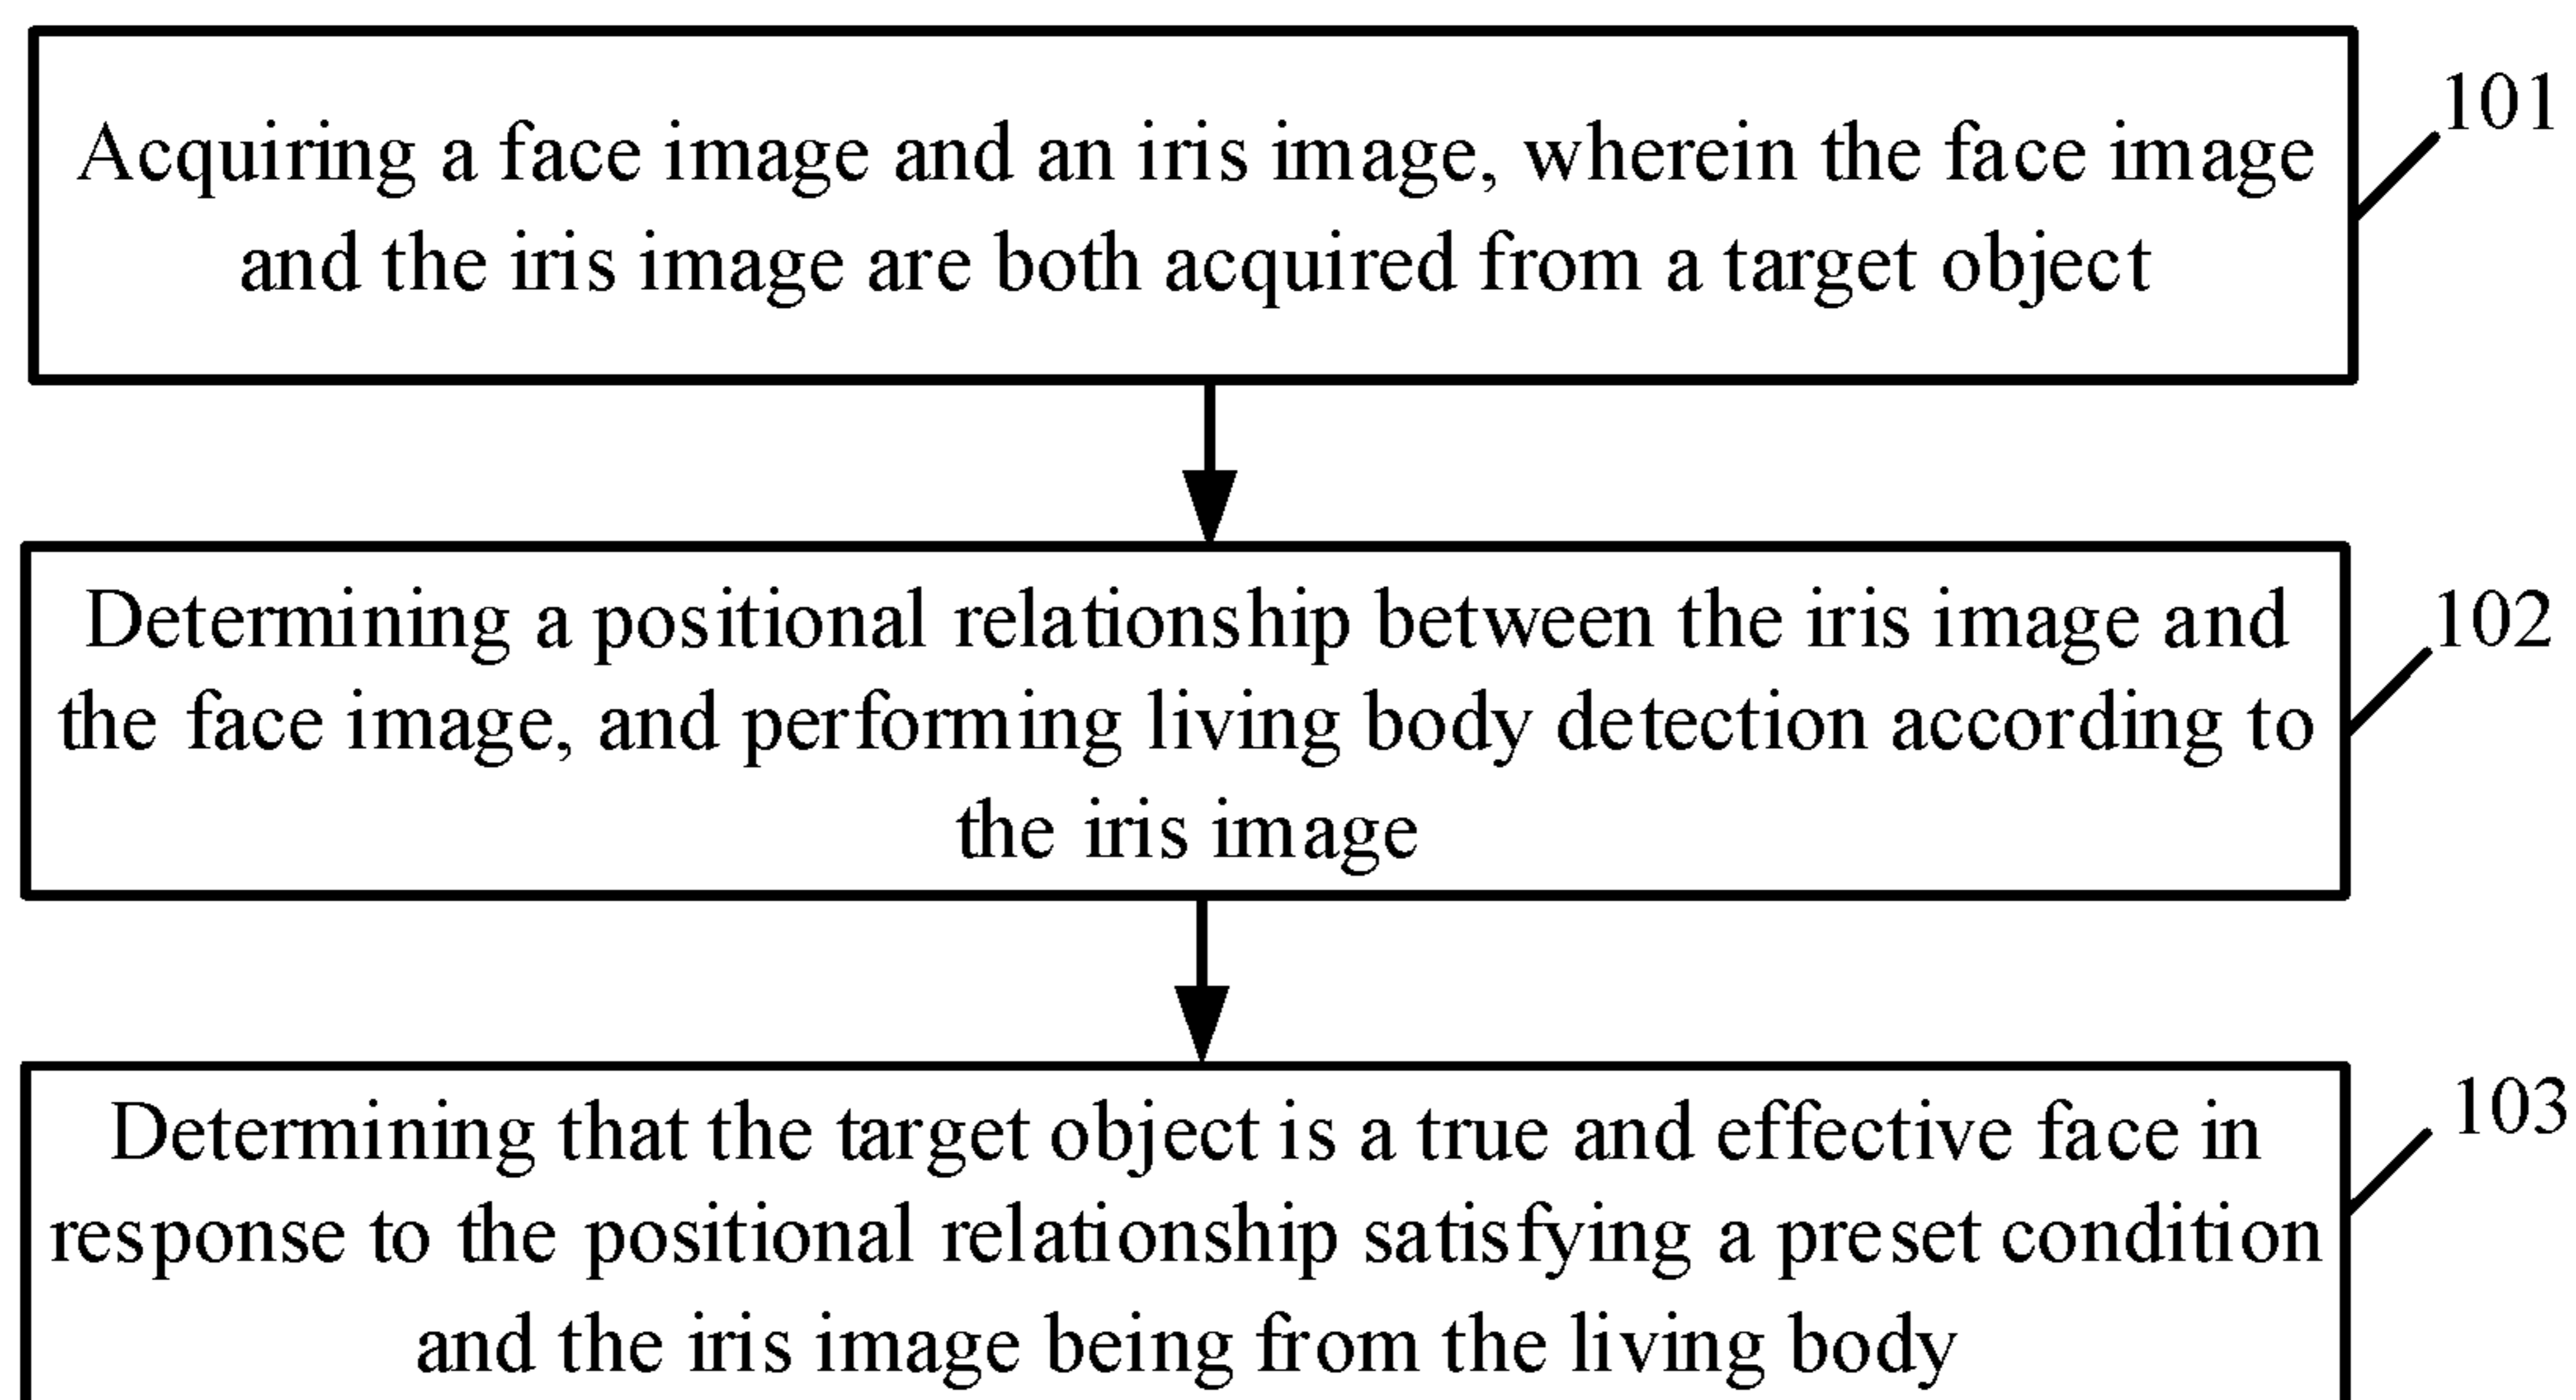 Acquiring a face image and an iris image, wherein the face image
and the iris image are both acquired from a target object
101
Determining a positional relationship between the iris image and
the face image, and performing living body detection according to
the iris image
102
Determining that the target object is a true and effective face in
response to the positional relationship satisfying a preset condition
and the iris image being from the living body
103